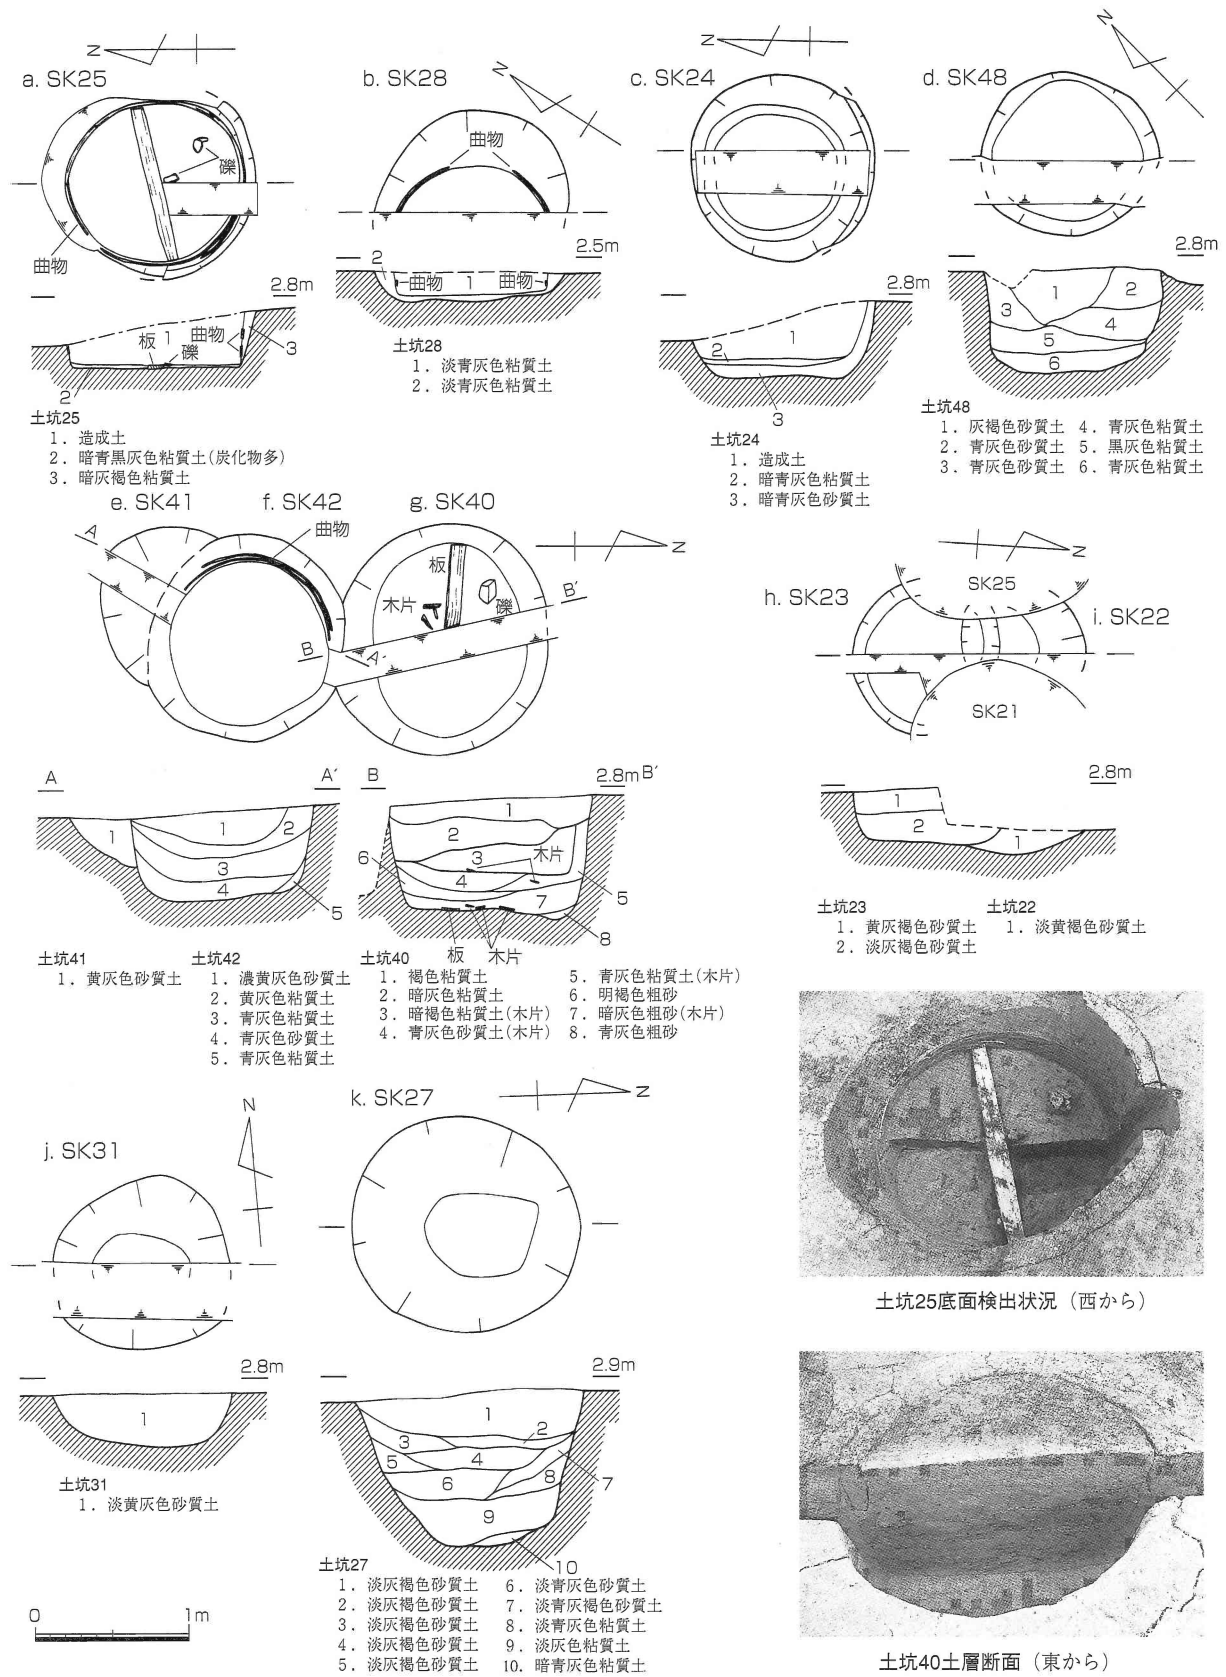 N
a. SK25
礫
曲物
2.8m
1
板
礫
曲物
3
2
土坑25
1. 造成土
2. 暗青黒灰色粘質土(炭化物多)
3. 暗灰褐色粘質土
N
b. SK28
曲物
2.5m
2
曲物
1
曲物
土坑28
1. 淡青灰色粘質土
2. 淡青灰色粘質土
N
c. SK24
2.8m
1
2
3
土坑24
1. 造成土
2. 暗青灰色粘質土
3. 暗青灰色砂質土
N
d. SK48
2.8m
1
2
3
4
5
6
土坑48
1. 灰褐色砂質土 4. 青灰色粘質土
2. 青灰色砂質土 5. 黒灰色粘質土
3. 青灰色砂質土 6. 青灰色粘質土
e. SK41
f. SK42
g. SK40
N
A
曲物
板
木片
礫
B′
B
A′
A
A′
1
1
2
3
4
5
土坑41
1. 黄灰色砂質土
土坑42
1. 濃黄灰色砂質土
2. 黄灰色粘質土
3. 青灰色粘質土
4. 青灰色砂質土
5. 青灰色粘質土
B
2.8m B′
1
2
3
木片
6
4
7
5
8
板
木片
土坑40
1. 褐色粘質土 5. 青灰色粘質土(木片)
2. 暗灰色粘質土 6. 明褐色粗砂
3. 暗褐色粘質土(木片) 7. 暗灰色粗砂(木片)
4. 青灰色砂質土(木片) 8. 青灰色粗砂
N
h. SK23
SK25
i. SK22
SK21
2.8m
1
2
1
土坑23
1. 黄灰褐色砂質土
2. 淡灰褐色砂質土
土坑22
1. 淡黄褐色砂質土
N
j. SK31
2.8m
1
土坑31
1. 淡黄灰色砂質土
k. SK27
N
2.9m
1
2
3
4
5
6
7
8
9
10
土坑27
1. 淡灰褐色砂質土 6. 淡青灰色砂質土
2. 淡灰褐色砂質土 7. 淡青灰褐色砂質土
3. 淡灰褐色砂質土 8. 淡青灰色粘質土
4. 淡灰褐色砂質土 9. 淡灰色粘質土
5. 淡灰褐色砂質土 10. 暗青灰色粘質土
0 1m
土坑25底面検出状況（西から）
土坑40土層断面（東から）